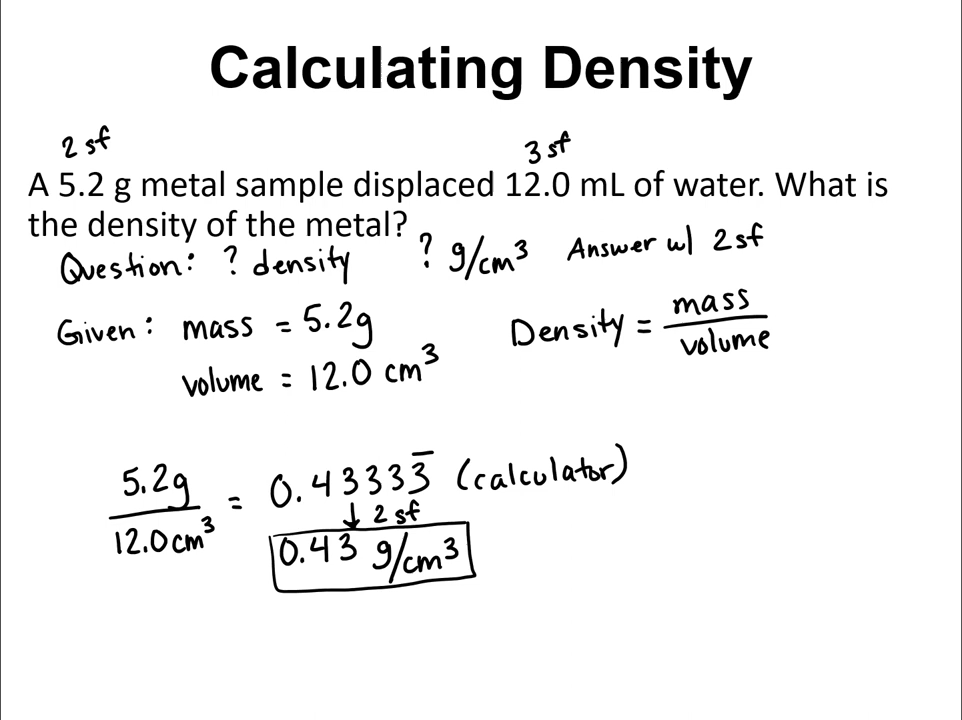 Calculating Density
2 sf 3 sf
A 5.2 g metal sample displaced 12.0 mL of water. What is
the density of the metal?
Question: ? density ? g/cm³ Answer w/ 2 sf
Given: mass = 5.2g Density = mass/volume
volume = 12.0 cm³
5.2g/12.0cm³ = 0.43333̅ (calculator)
↓ 2 sf
0.43 g/cm³